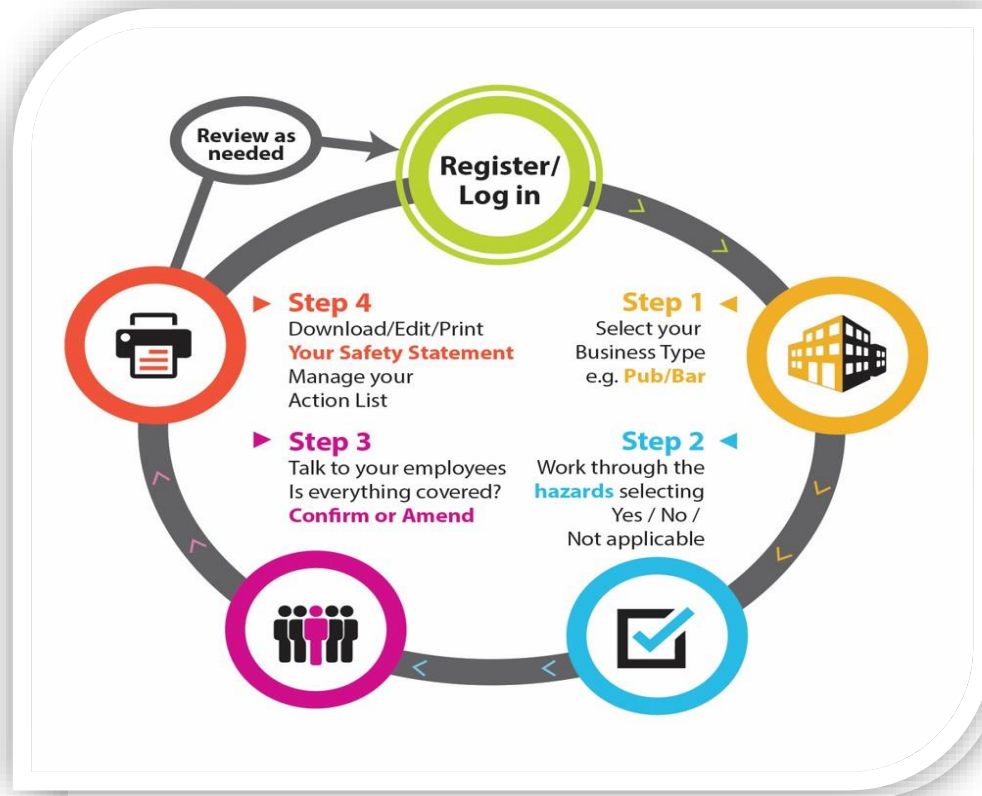 Review as
needed
Register/
Log in
Step 1
Select your
Business Type
e.g. Pub/Bar
Step 2
Work through the
hazards selecting
Yes / No /
Not applicable
Step 3
Talk to your employees
Is everything covered?
Confirm or Amend
Step 4
Download/Edit/Print
Your Safety Statement
Manage your
Action List